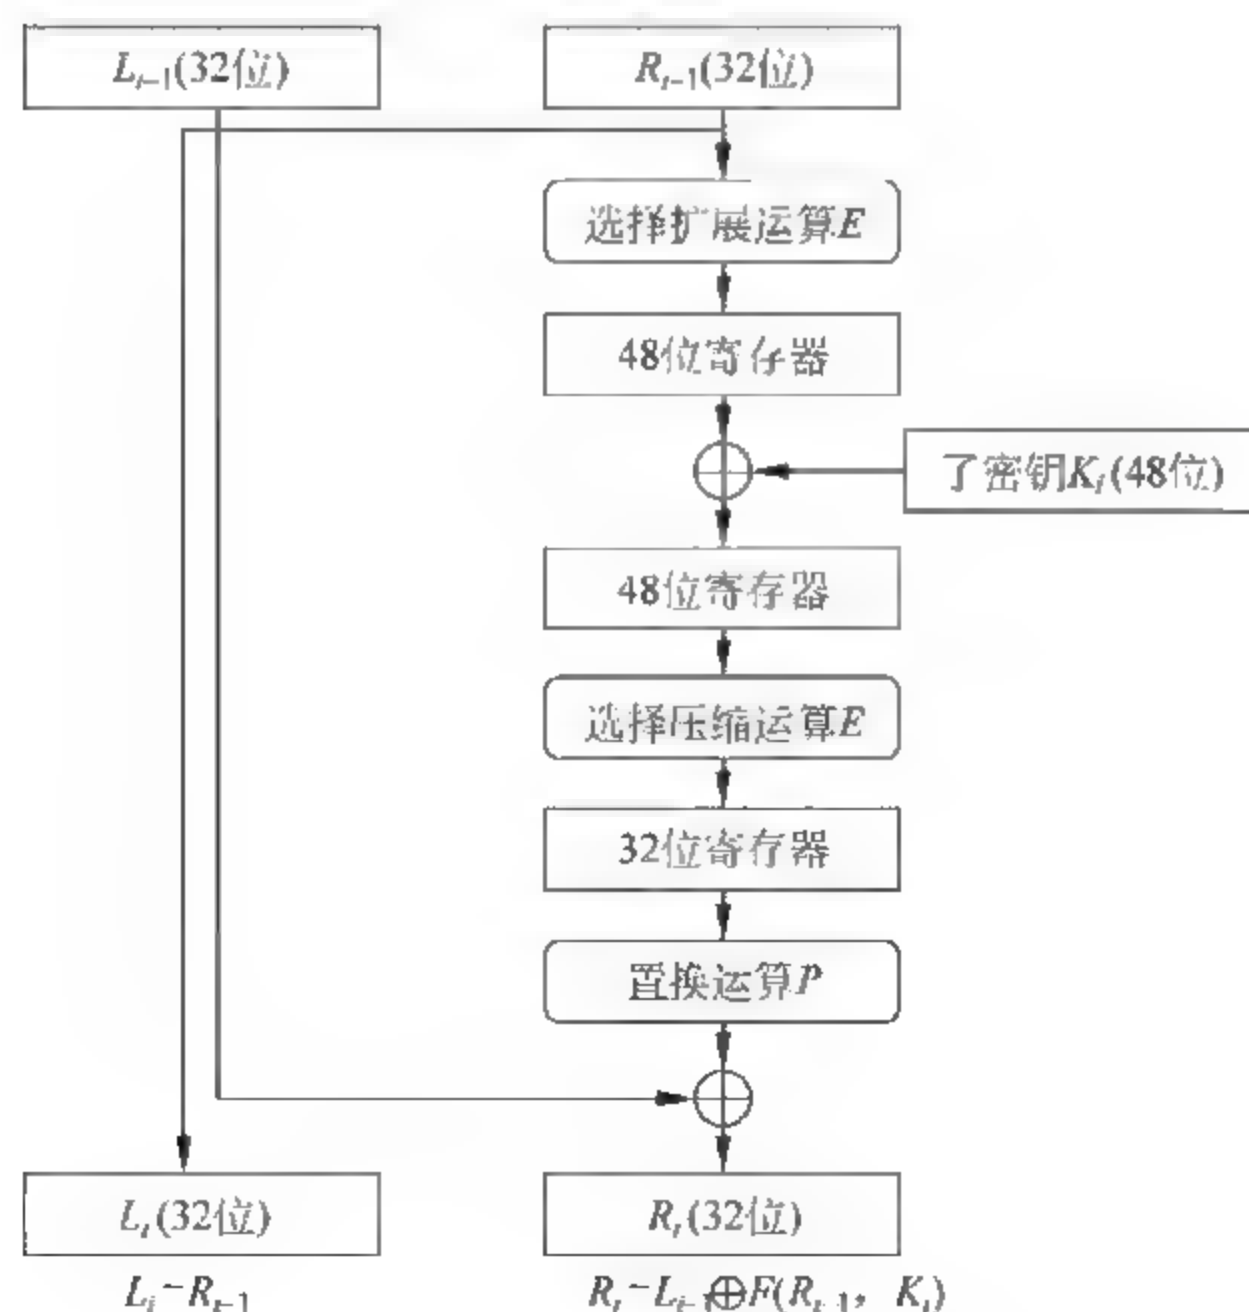 L_{i-1}(32位)
R_{i-1}(32位)
选择扩展运算E
48位寄存器
了密钥K_i(48位)
48位寄存器
选择压缩运算E
32位寄存器
置换运算P
L_i(32位)
R_i(32位)
L_i=R_{i-1}
R_i=L_{i-1}⊕F(R_{i-1}, K_i)